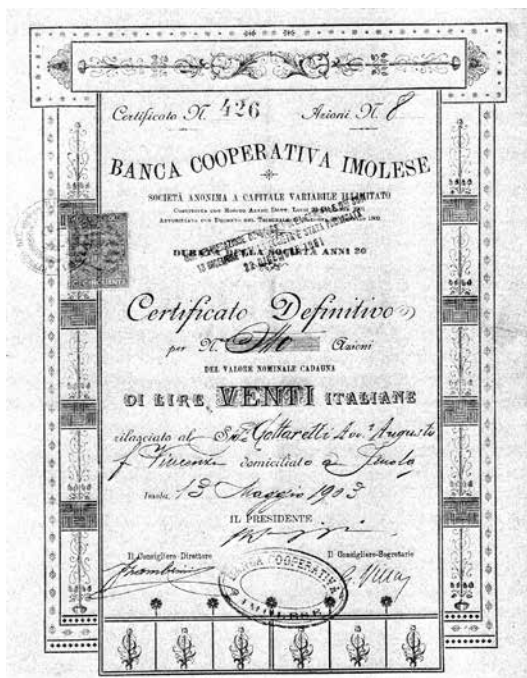 Certificato N. 426 Azioni N. 8
BANCA COOPERATIVA IMOLESE
SOCIETÀ ANONIMA A CAPITALE VARIABILE ILLIMITATO
DURATA DELLA SOCIETÀ ANNI 20
Certificato Definitivo
per N. Otto Azioni
DEL VALORE NOMINALE CADAUNA
DI LIRE VENTI ITALIANE
rilasciato al Gottarelli Avv. Augusto
f. Vincenzo domiciliato a Imola
Imola, 13 Maggio 1903
IL PRESIDENTE
Il Consigliere-Direttore Il Consigliere-Segretario
BANCA COOPERATIVA
IMOLESE